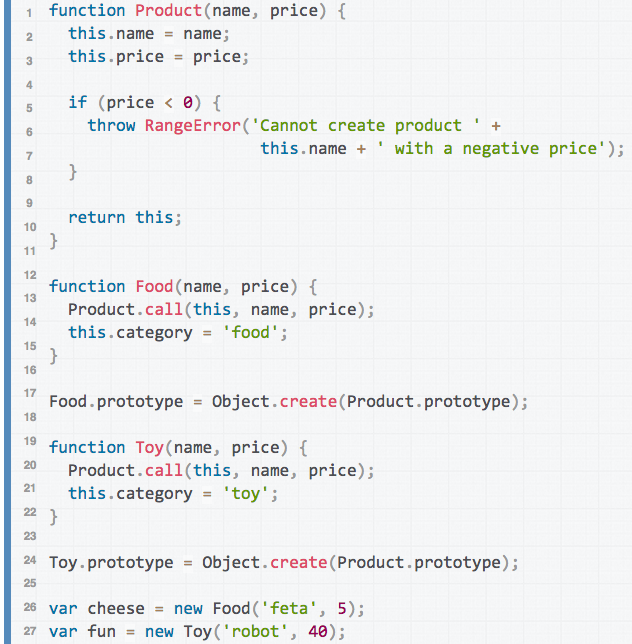 1 function Product(name, price) {
2   this.name = name;
3   this.price = price;
4
5   if (price < 0) {
6     throw RangeError('Cannot create product ' +
7                       this.name + ' with a negative price');
8   }
9
10   return this;
11 }
12
13 function Food(name, price) {
14   Product.call(this, name, price);
15   this.category = 'food';
16 }
17
18 Food.prototype = Object.create(Product.prototype);
19
20 function Toy(name, price) {
21   Product.call(this, name, price);
22   this.category = 'toy';
23 }
24
25 Toy.prototype = Object.create(Product.prototype);
26
27 var cheese = new Food('feta', 5);
var fun = new Toy('robot', 40);